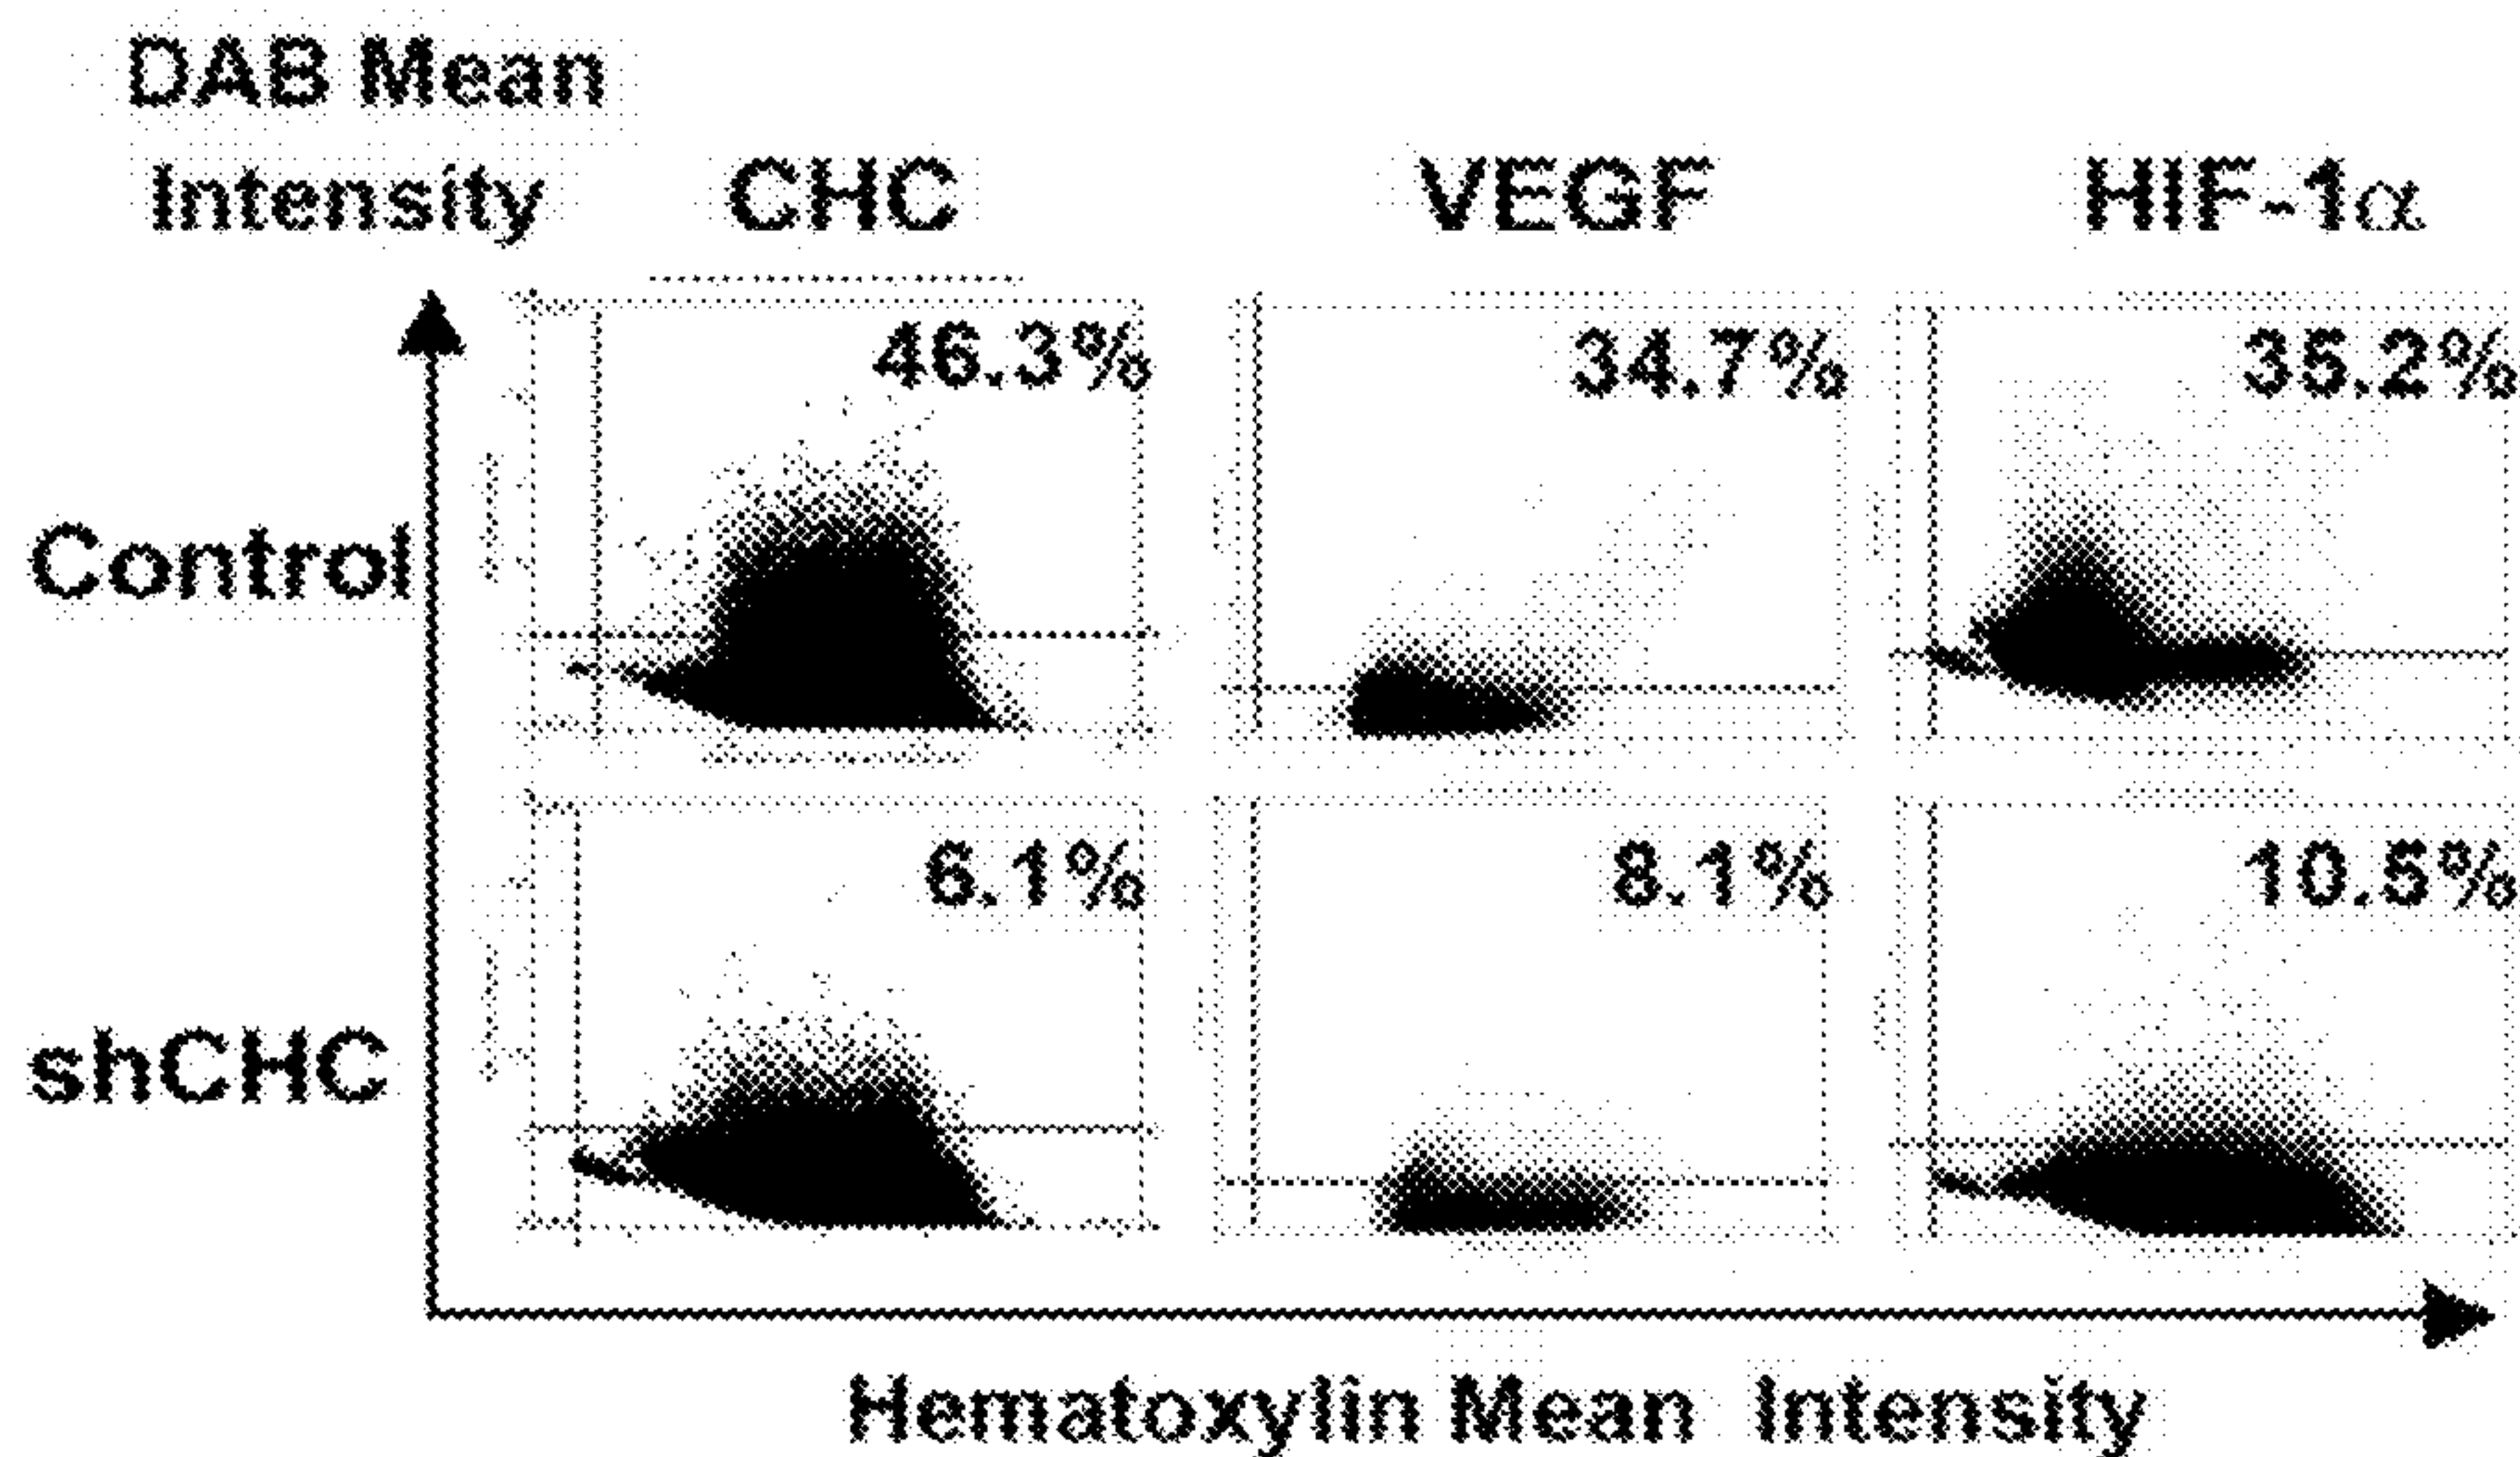 DAB Mean
Intensity
CHC VEGF HIF-1α
Control 46.3% 34.7% 35.2%
shCHC 6.1% 8.1% 10.5%
Hematoxylin Mean Intensity